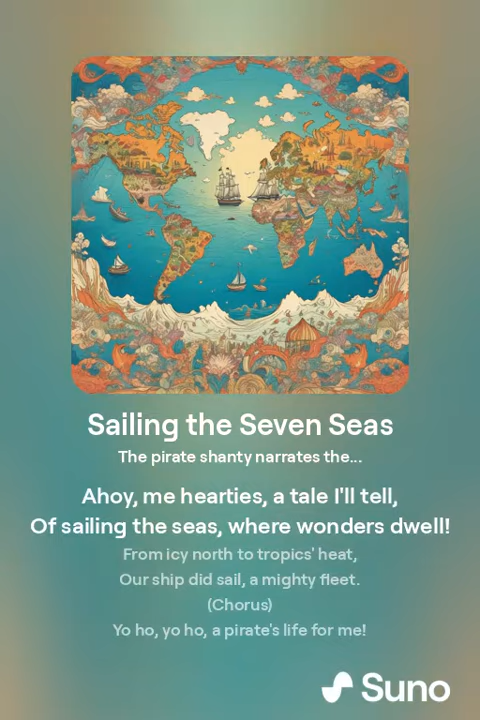 Sailing the Seven Seas
The pirate shanty narrates the...
Ahoy, me hearties, a tale I'll tell,
Of sailing the seas, where wonders dwell!
From icy north to tropics' heat,
Our ship did sail, a mighty fleet.
(Chorus)
Yo ho, yo ho, a pirate's life for me!
Suno